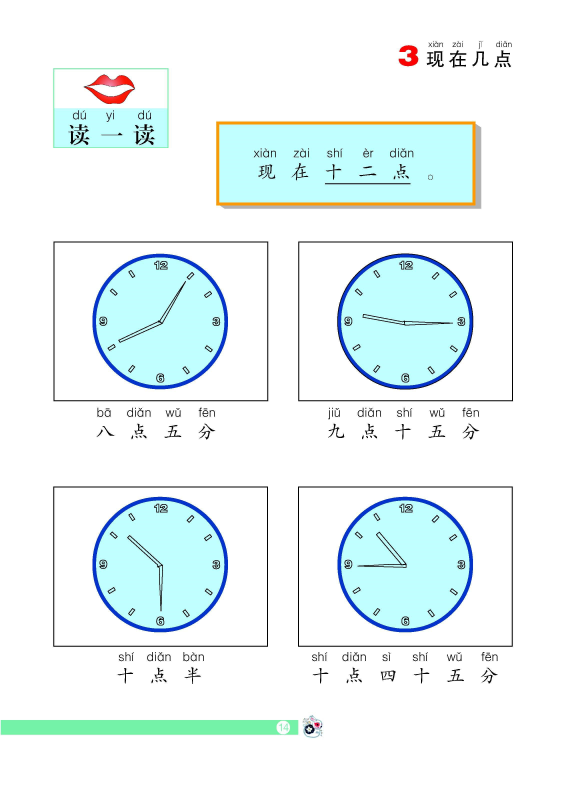 xiàn zài jǐ diǎn
3 现在几点
dú yi dú
读一读
xiàn zài shí èr diǎn
现在十二点。
12
3
6
9
12
3
6
9
bā diǎn wǔ fēn
八点五分
jiǔ diǎn shí wǔ fēn
九点十五分
12
3
6
9
12
3
6
9
shí diǎn bàn
十点半
shí diǎn sì shí wǔ fēn
十点四十五分
14